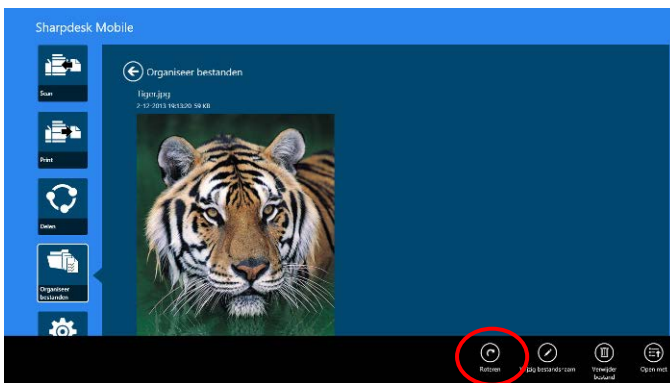 Sharpdesk Mobile
Scan
Organiseer bestanden
Tiger.jpg
2-12-2013 19:13:20 59 KB
Print
Delen
Organiseer
bestanden
Roteren
bestandsnaam
Verwijder
bestand
Open met